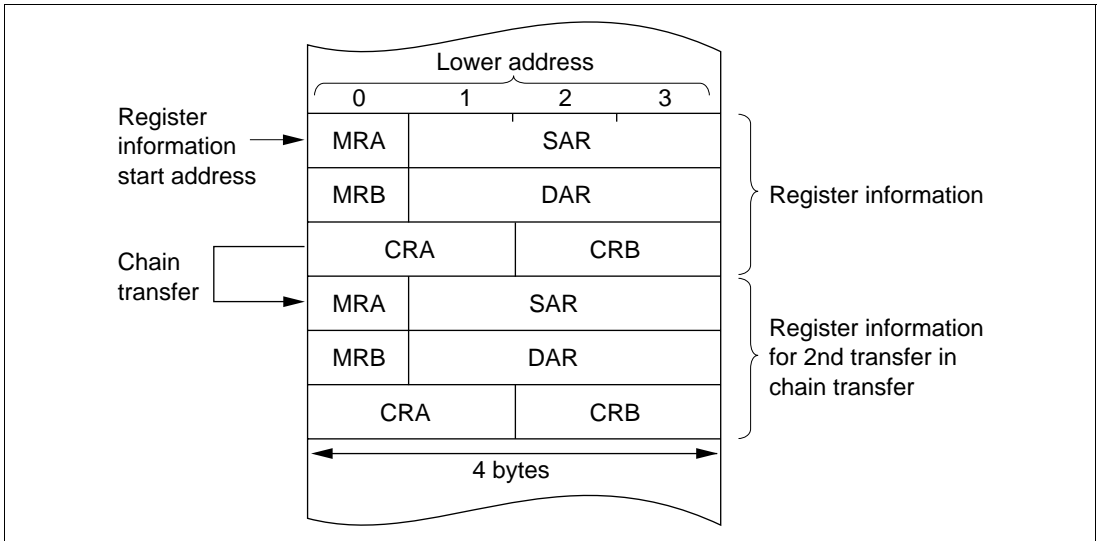 Lower address
0 1 2 3
Register
information
start address
MRA SAR
MRB DAR
Register information
CRA CRB
Chain
transfer
MRA SAR
MRB DAR
Register information
for 2nd transfer in
chain transfer
CRA CRB
4 bytes